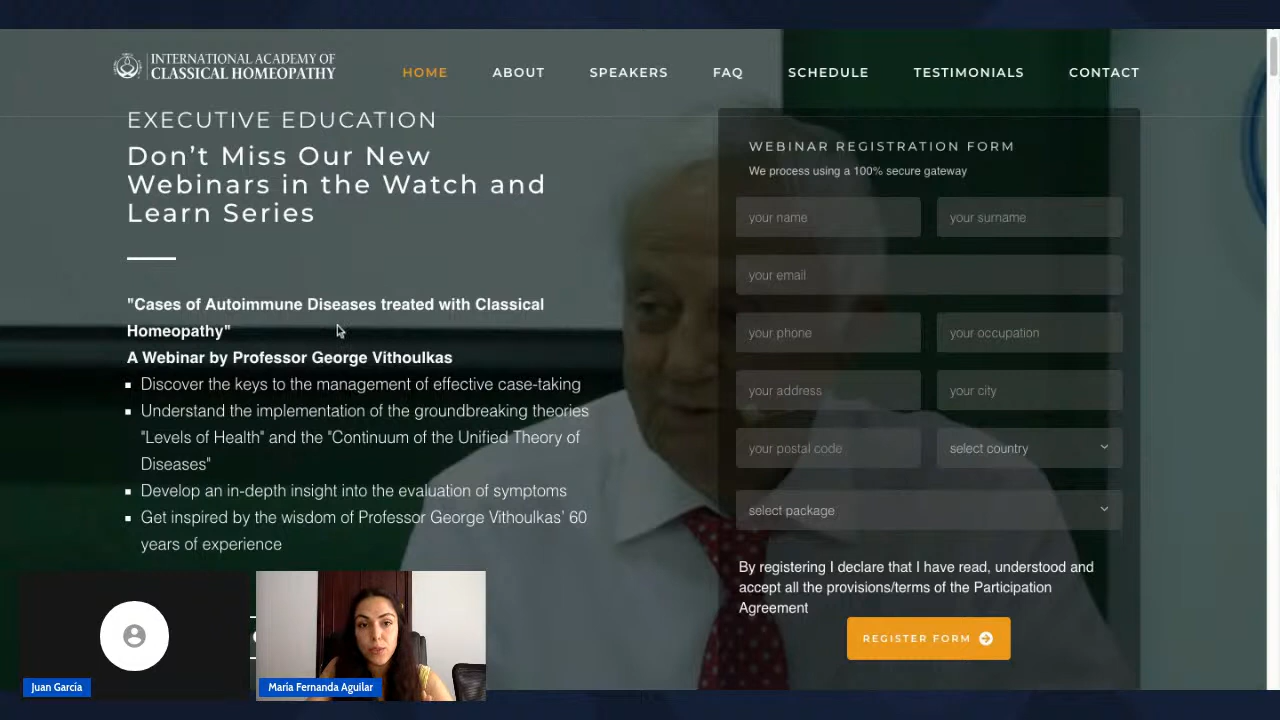 INTERNATIONAL ACADEMY OF
CLASSICAL HOMEOPATHY
HOME
ABOUT
SPEAKERS
FAQ
SCHEDULE
TESTIMONIALS
CONTACT
EXECUTIVE EDUCATION
Don’t Miss Our New
Webinars in the Watch and
Learn Series
"Cases of Autoimmune Diseases treated with Classical
Homeopathy"
A Webinar by Professor George Vithoulkas
Discover the keys to the management of effective case-taking
Understand the implementation of the groundbreaking theories
"Levels of Health" and the "Continuum of the Unified Theory of
Diseases"
Develop an in-depth insight into the evaluation of symptoms
Get inspired by the wisdom of Professor George Vithoulkas’ 60
years of experience
WEBINAR REGISTRATION FORM
We process using a 100% secure gateway
your name
your surname
your email
your phone
your occupation
your address
your city
your postal code
select country
select package
By registering I declare that I have read, understood and
accept all the provisions/terms of the Participation
Agreement
REGISTER FORM
Juan García
María Fernanda Aguilar